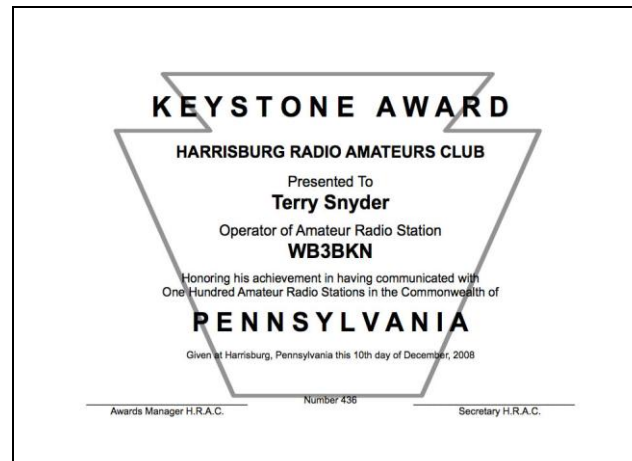 KEYSTONE AWARD
HARRISBURG RADIO AMATEURS CLUB
Presented To
Terry Snyder
Operator of Amateur Radio Station
WB3BKN
Honoring his achievement in having communicated with
One Hundred Amateur Radio Stations in the Commonwealth of
PENNSYLVANIA
Given at Harrisburg, Pennsylvania this 10th day of December, 2008
Number 436
Awards Manager H.R.A.C.
Secretary H.R.A.C.